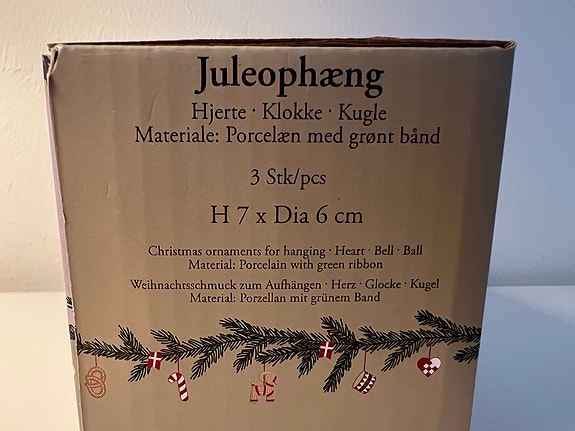 Juleophæng
Hjerte · Klokke · Kugle
Materiale: Porcelæn med grønt bånd
3 Stk/pcs
H 7 x Dia 6 cm
Christmas ornaments for hanging · Heart · Bell · Ball
Material: Porcelain with green ribbon
Weihnachtsschmuck zum Aufhängen · Herz · Glocke · Kugel
Material: Porzellan mit grünem Band